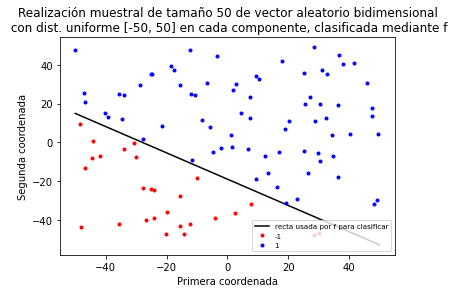 Realización muestral de tamaño 50 de vector aleatorio bidimensional
con dist. uniforme [-50, 50] en cada componente, clasificada mediante f
40
20
0
−20
−40
Segunda coordenada
−40
−20
0
20
40
Primera coordenada
recta usada por f para clasificar
-1
1